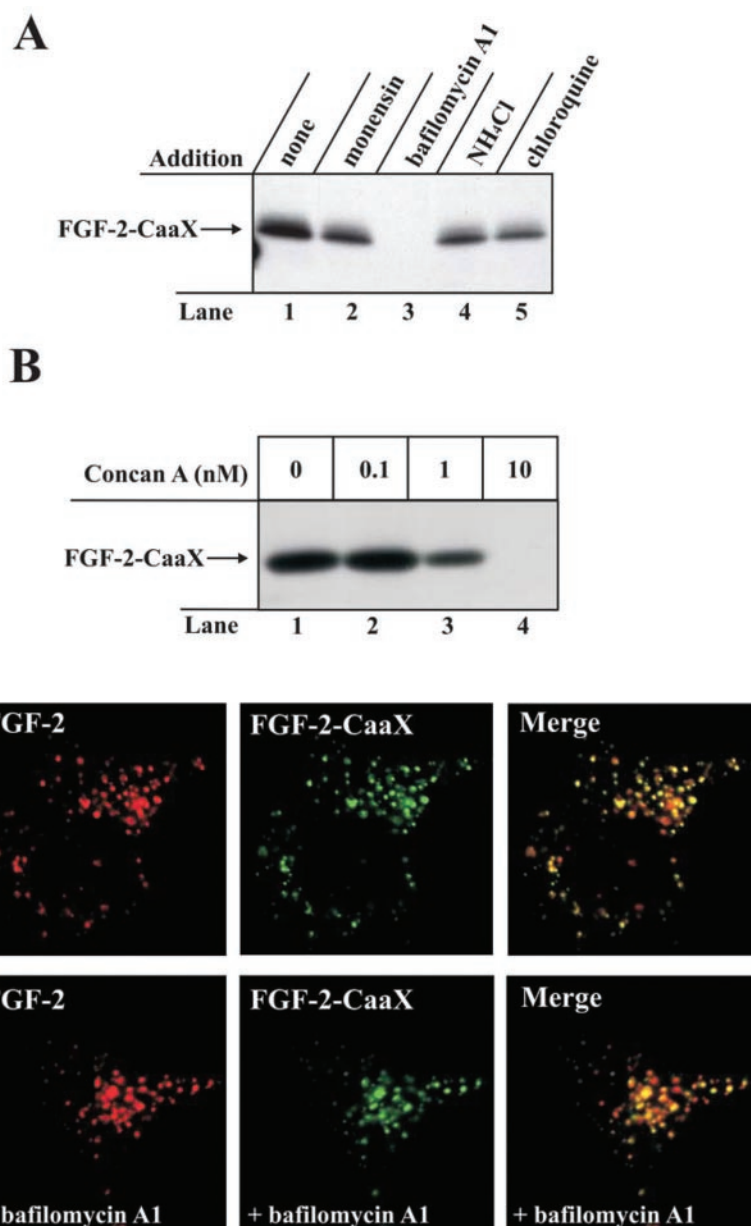 A
Addition none monensin bafilomycin A1 NH₄Cl chloroquine
FGF-2-CaaX
Lane 1 2 3 4 5
B
Concan A (nM) 0 0.1 1 10
FGF-2-CaaX
Lane 1 2 3 4
GF-2 FGF-2-CaaX Merge
GF-2 FGF-2-CaaX Merge
bafilomycin A1 + bafilomycin A1 + bafilomycin A1